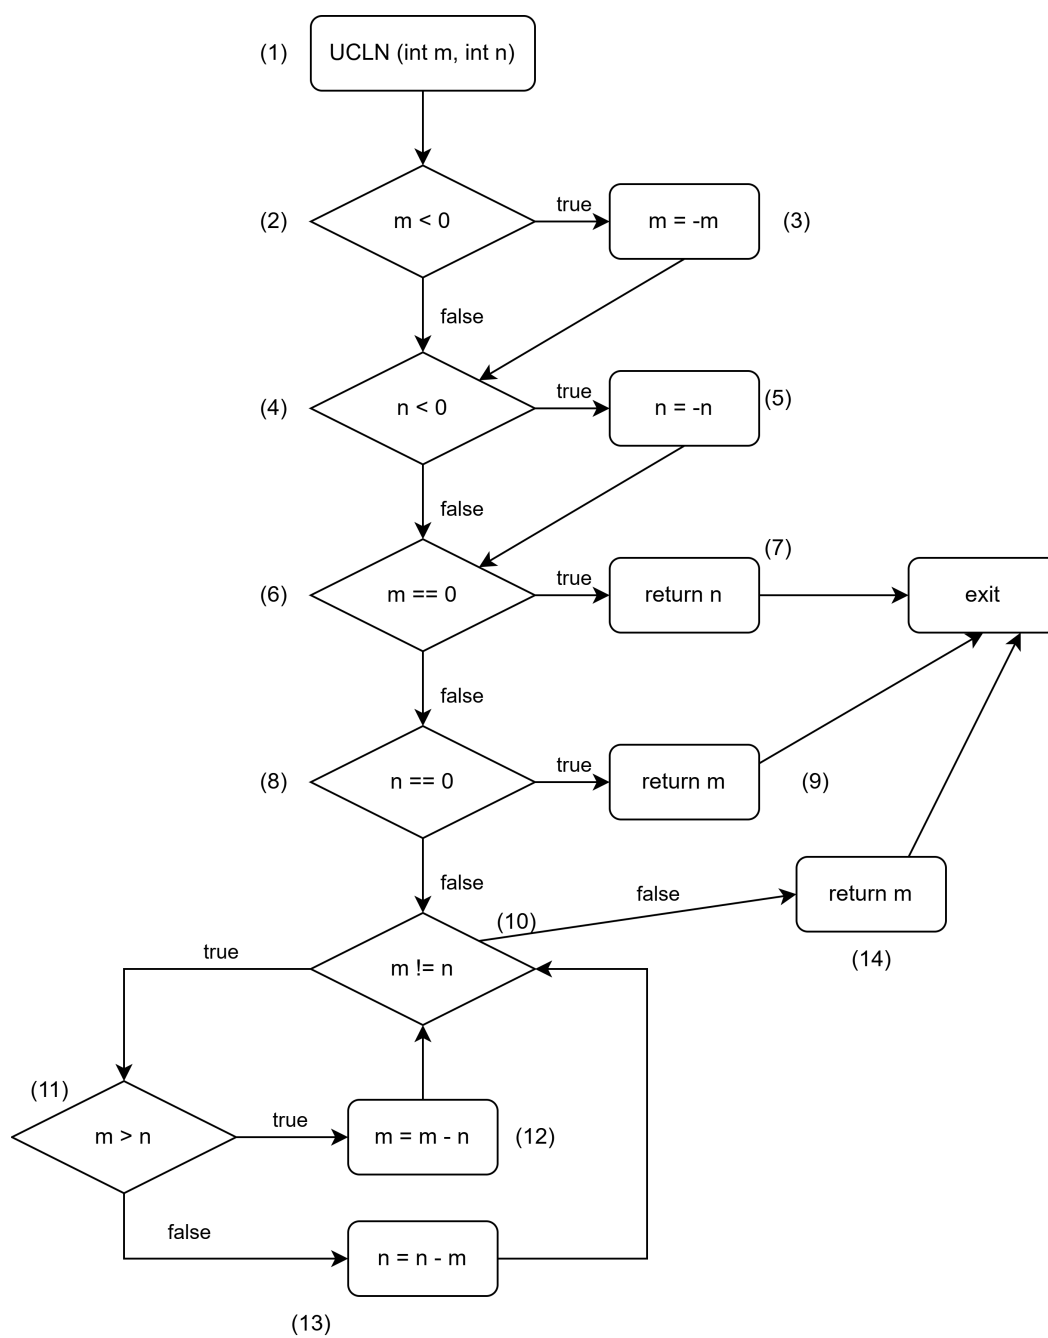 (1)
UCLN (int m, int n)
(2)
m < 0
true
m = -m
(3)
false
(4)
n < 0
true
n = -n
(5)
false
(6)
m == 0
true
return n
(7)
exit
false
(8)
n == 0
true
return m
(9)
false
(10)
m != n
false
return m
(14)
true
(11)
m > n
true
m = m - n
(12)
false
n = n - m
(13)